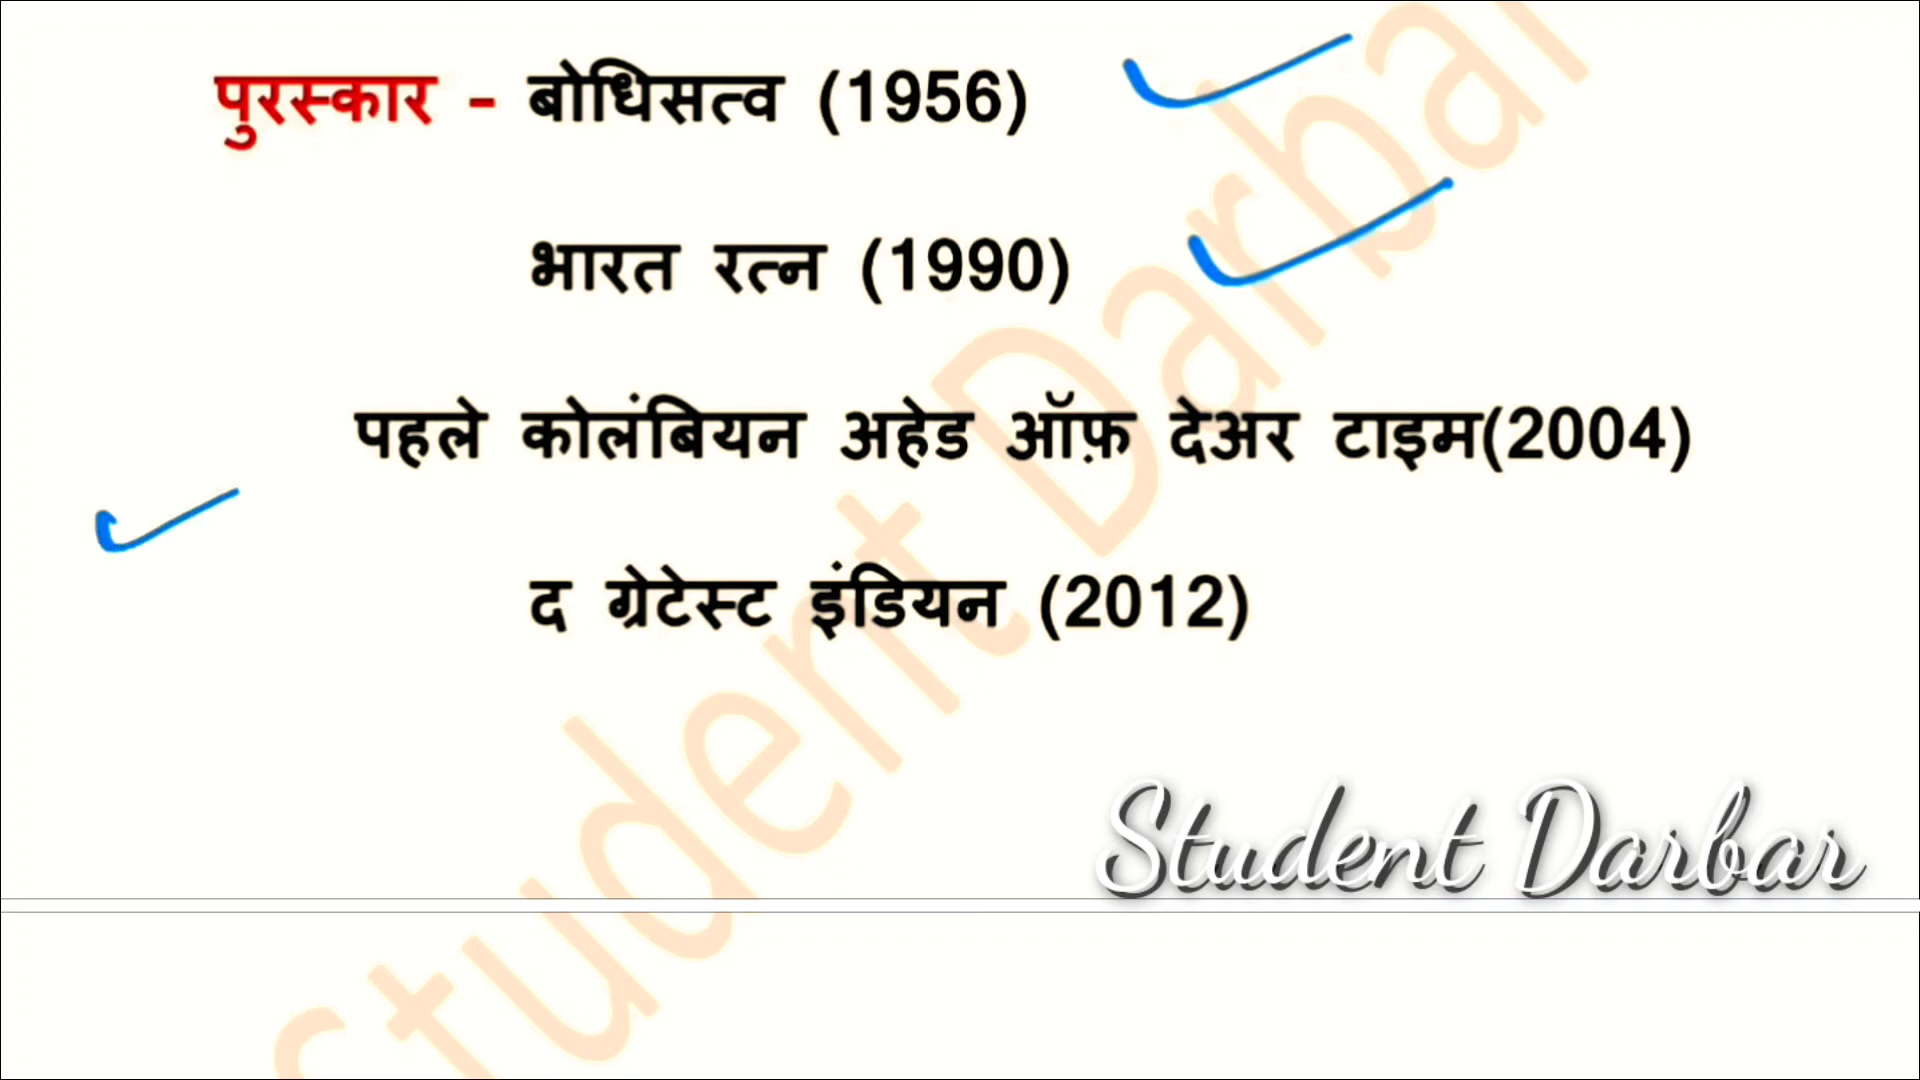 पुरस्कार - बोधिसत्व (1956)
भारत रत्न (1990)
पहले कोलंबियन अहेड ऑफ़ देअर टाइम(2004)
द ग्रेटेस्ट इंडियन (2012)
Student Darbar
Student Darbar